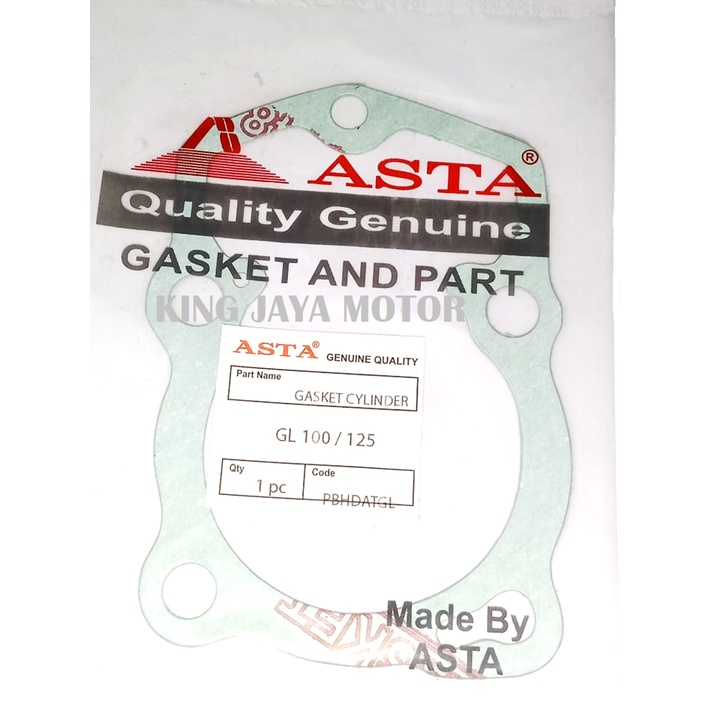 ASTA®
Quality Genuine
GASKET AND PART
KING JAYA MOTOR
ASTA® GENUINE QUALITY
Part Name
GASKET CYLINDER
GL 100 / 125
Qty
1 pc
Code
PBHDATGL
Made By
ASTA